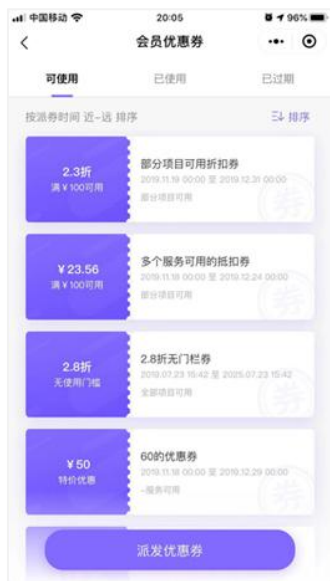 中国移动
20:05
96%
会员优惠券
可使用
已使用
已过期
按派券时间 近-远 排序
排序
2.3折
满￥100可用
部分项目可用折扣券
2019.11.19 00:00 至 2019.12.31 00:00
部分项目可用
券
￥23.56
满￥100可用
多个服务可用的抵扣券
2019.11.18 00:00 至 2019.12.24 00:00
部分项目可用
券
2.8折
无使用门槛
2.8折无门栏券
2019.07.23 15:42 至 2025.07.23 15:42
全部项目可用
券
￥50
特价优惠
60的优惠券
2019.11.18 00:00 至 2019.12.29 00:00
-服务可用
券
派发优惠券